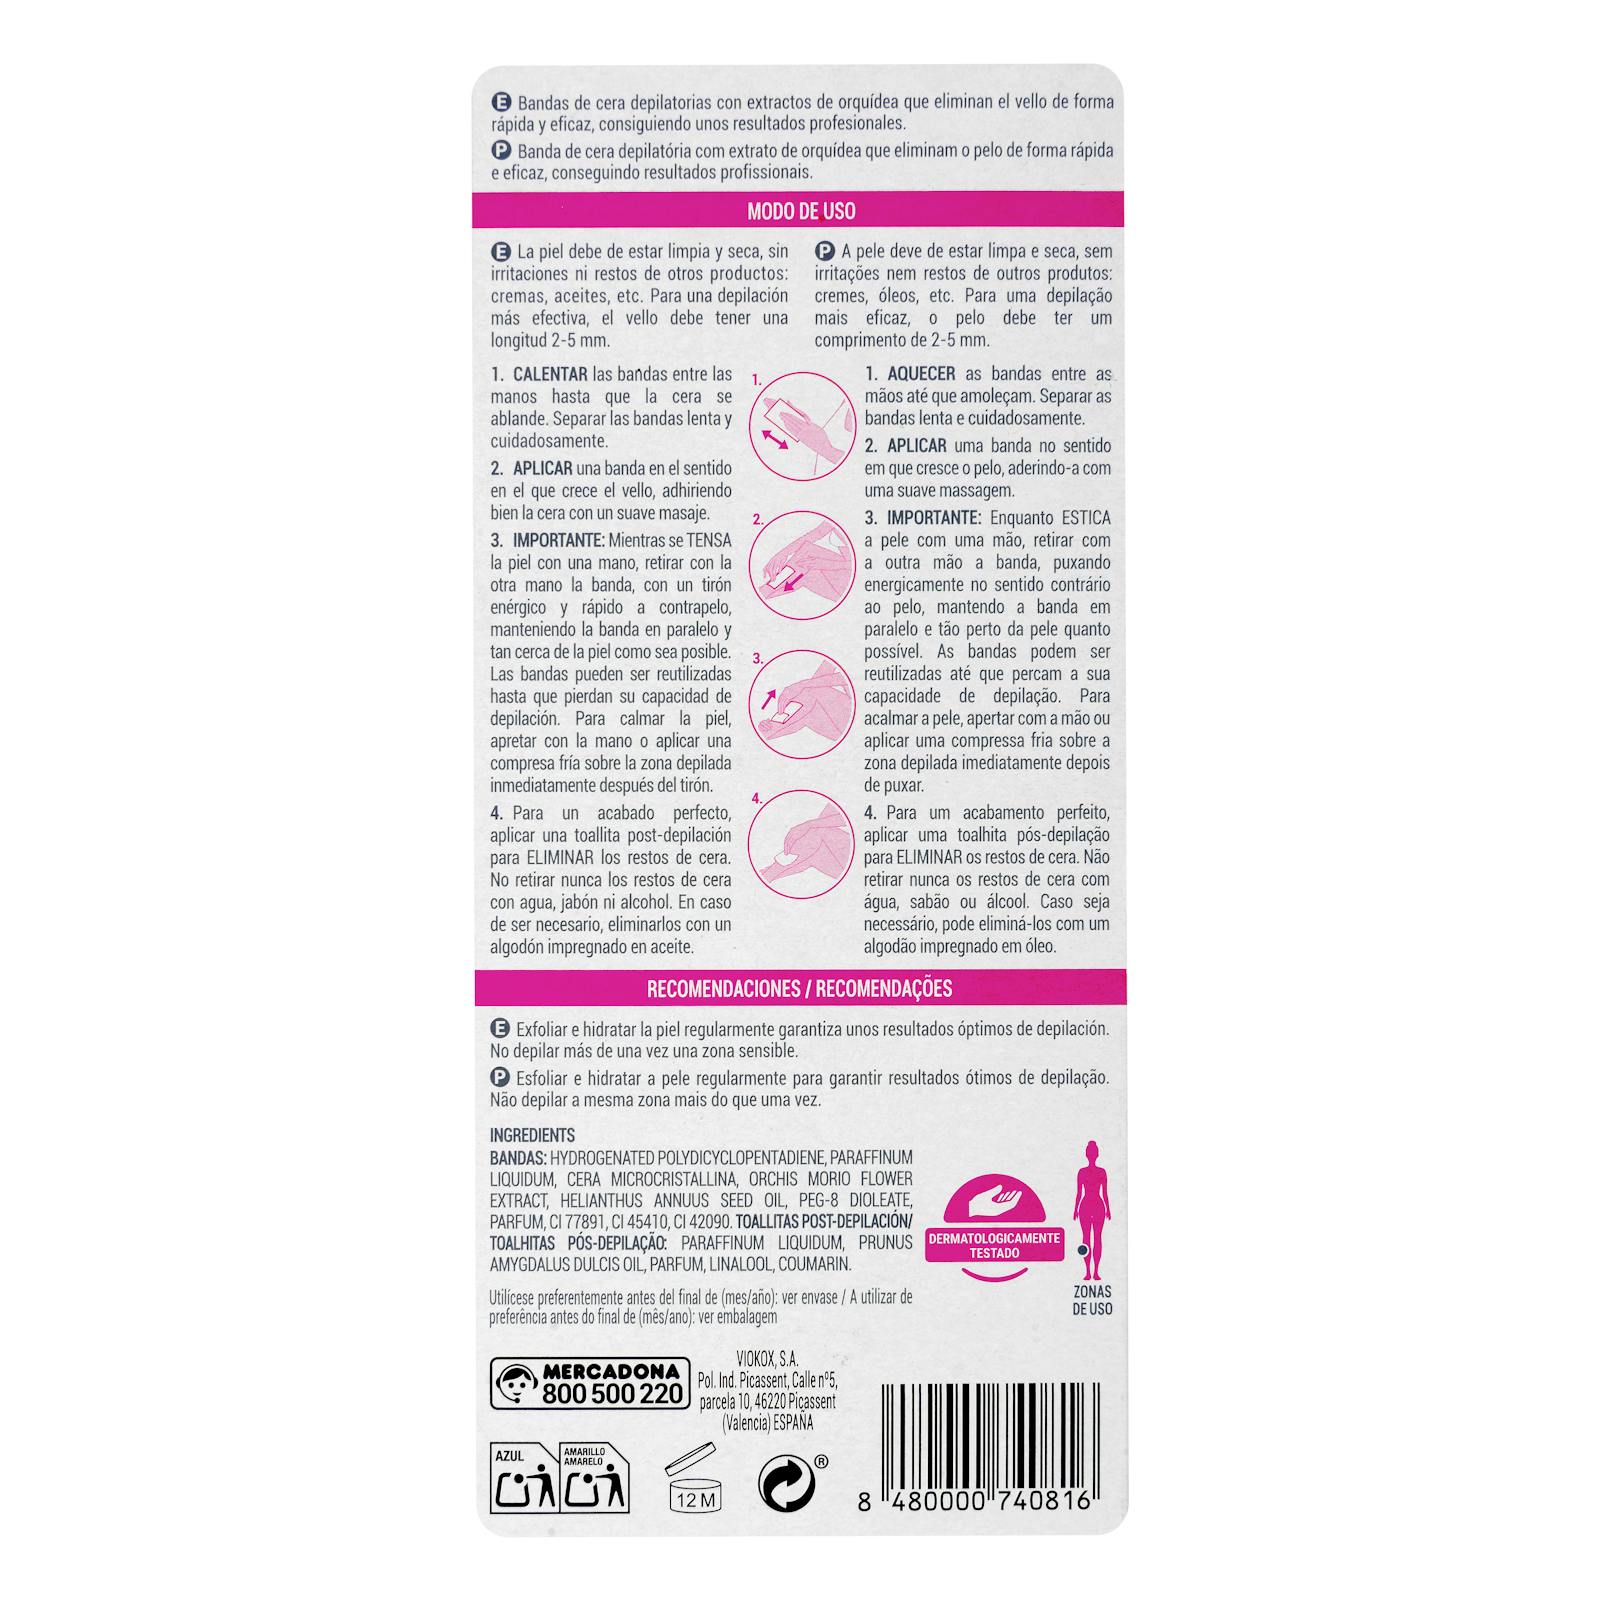 E Bandas de cera depilatorias con extractos de orquídea que eliminan el vello de forma
rápida y eficaz, consiguiendo unos resultados profesionales.
P Banda de cera depilatória com extrato de orquídea que eliminam o pelo de forma rápida
e eficaz, conseguindo resultados profissionais.
MODO DE USO
E La piel debe de estar limpia y seca, sin
irritaciones ni restos de otros productos:
cremas, aceites, etc. Para una depilación
más efectiva, el vello debe tener una
longitud 2-5 mm.
P A pele deve de estar limpa e seca, sem
irritações nem restos de outros produtos:
cremes, óleos, etc. Para uma depilação
mais eficaz, o pelo debe ter um
comprimento de 2-5 mm.
1. CALENTAR las bandas entre las
manos hasta que la cera se
ablande. Separar las bandas lenta y
cuidadosamente.
2. APLICAR una banda en el sentido
en el que crece el vello, adhiriendo
bien la cera con un suave masaje.
3. IMPORTANTE: Mientras se TENSA
la piel con una mano, retirar con la
otra mano la banda, con un tirón
enérgico y rápido a contrapelo,
manteniendo la banda en paralelo y
tan cerca de la piel como sea posible.
Las bandas pueden ser reutilizadas
hasta que pierdan su capacidad de
depilación. Para calmar la piel,
apretar con la mano o aplicar una
compresa fría sobre la zona depilada
inmediatamente después del tirón.
4. Para un acabado perfecto,
aplicar una toallita post-depilación
para ELIMINAR los restos de cera.
No retirar nunca los restos de cera
con agua, jabón ni alcohol. En caso
de ser necesario, eliminarlos con un
algodón impregnado en aceite.
1.
2.
3.
4.
1. AQUECER as bandas entre as
mãos até que amoleçam. Separar as
bandas lenta e cuidadosamente.
2. APLICAR uma banda no sentido
em que cresce o pelo, aderindo-a com
uma suave massagem.
3. IMPORTANTE: Enquanto ESTICA
a pele com uma mão, retirar com
a outra mão a banda, puxando
energicamente no sentido contrário
ao pelo, mantendo a banda em
paralelo e tão perto da pele quanto
possível. As bandas podem ser
reutilizadas até que percam a sua
capacidade de depilação. Para
acalmar a pele, apertar com a mão ou
aplicar uma compressa fria sobre a
zona depilada imediatamente depois
de puxar.
4. Para um acabamento perfeito,
aplicar uma toalhita pós-depilação
para ELIMINAR os restos de cera. Não
retirar nunca os restos de cera com
água, sabão ou álcool. Caso seja
necessário, pode eliminá-los com um
algodão impregnado em óleo.
RECOMENDACIONES / RECOMENDAÇÕES
E Exfoliar e hidratar la piel regularmente garantiza unos resultados óptimos de depilación.
No depilar más de una vez una zona sensible.
P Esfoliar e hidratar a pele regularmente para garantir resultados ótimos de depilação.
Não depilar a mesma zona mais do que uma vez.
INGREDIENTS
BANDAS: HYDROGENATED POLYDICYCLOPENTADIENE, PARAFFINUM
LIQUIDUM, CERA MICROCRISTALLINA, ORCHIS MORIO FLOWER
EXTRACT, HELIANTHUS ANNUUS SEED OIL, PEG-8 DIOLEATE,
PARFUM, CI 77891, CI 45410, CI 42090. TOALLITAS POST-DEPILACIÓN/
TOALHITAS PÓS-DEPILAÇÃO: PARAFFINUM LIQUIDUM, PRUNUS
AMYGDALUS DULCIS OIL, PARFUM, LINALOOL, COUMARIN.
Utilícese preferentemente antes del final de (mes/año): ver envase / A utilizar de
preferência antes do final de (mês/ano): ver embalagem
DERMATOLOGICAMENTE
TESTADO
ZONAS
DE USO
MERCADONA
800 500 220
VIOKOX, S.A.
Pol. Ind. Picassent, Calle nº5,
parcela 10, 46220 Picassent
(Valencia) ESPAÑA
AZUL
AMARILLO
AMARELO
12 M
®
8 480000 740816